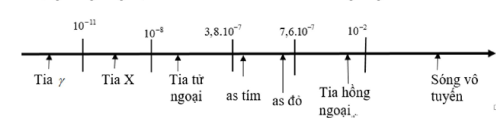 10⁻¹¹ 10⁻⁸ 3,8.10⁻⁷ 7,6.10⁻⁷ 10⁻²
Tia γ Tia X Tia tử as tím as đỏ Tia hồng Sóng vô
ngoại ngoại tuyến